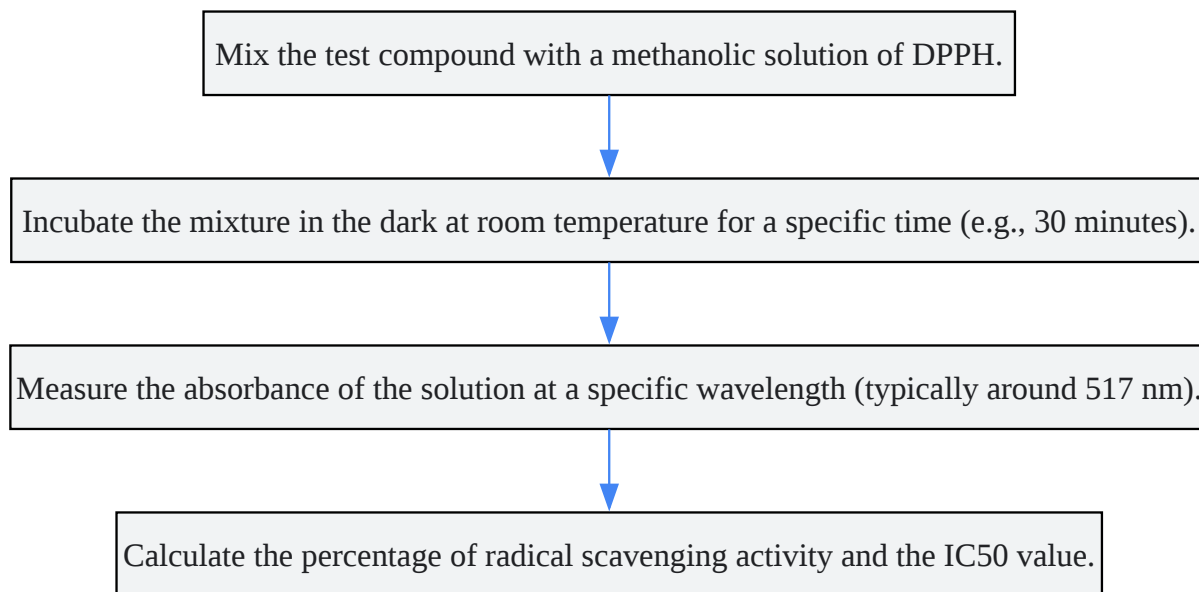 Mix the test compound with a methanolic solution of DPPH.
Incubate the mixture in the dark at room temperature for a specific time (e.g., 30 minutes).
Measure the absorbance of the solution at a specific wavelength (typically around 517 nm).
Calculate the percentage of radical scavenging activity and the IC50 value.